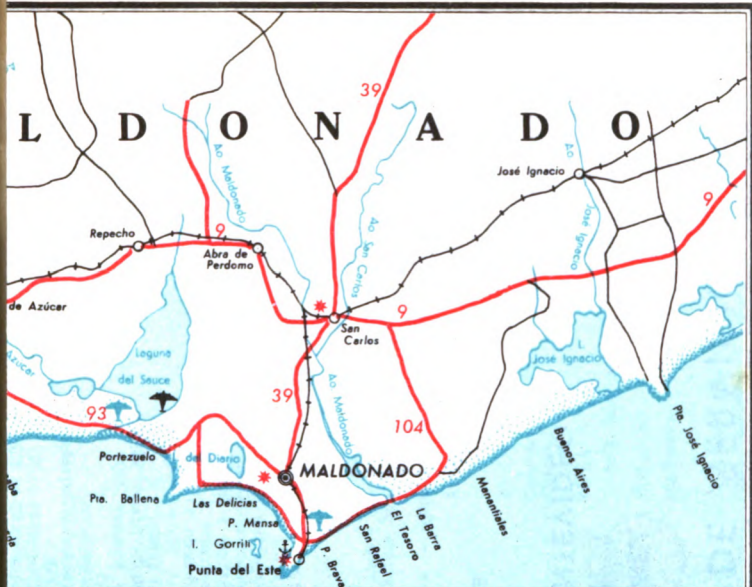 LDONADO
39
Ao Maldonado
Ao San Carlos
José Ignacio
Ao
José Ignacio
9
Repecho
9
Abra de
Perdomo
de Azúcar
San
Carlos
9
L.
José Ignacio
Laguna
del Sauce
Azucar
93
39
Ao Maldonado
104
Portezuelo
L. del Diario
MALDONADO
Pta. Ballena
Las Delicias
P. Mansa
I. Gorriti
Punta del Este
P. Brava
San Rafael
El Tesoro
La Barra
Manantiales
Buenos Aires
Pta. José Ignacio